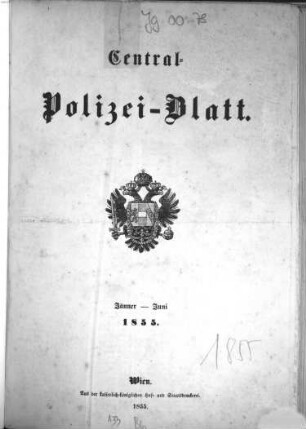 Central-
Polizei-Blatt.
Jänner — Juni
1855.
1855
Wien.
Aus der kaiserlich-königlichen Hof- und Staatsdruckerei.
1855.